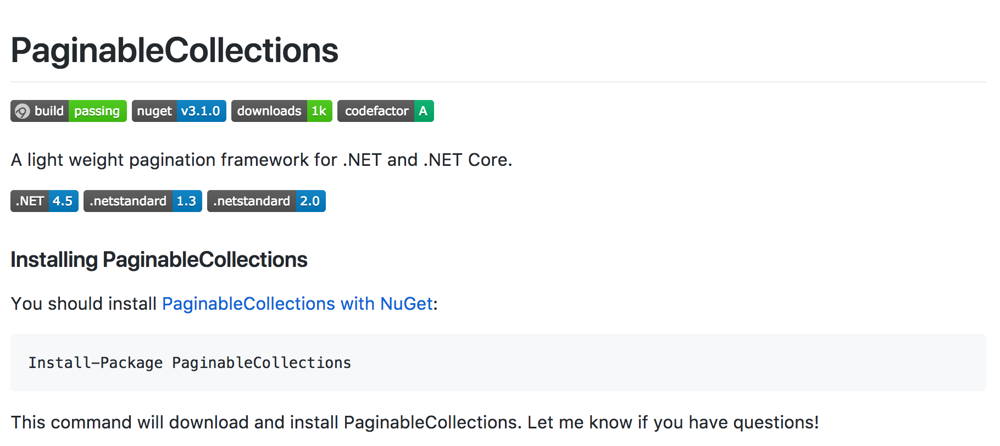 PaginableCollections
build passing nuget v3.1.0 downloads 1k codefactor A
A light weight pagination framework for .NET and .NET Core.
.NET 4.5 .netstandard 1.3 .netstandard 2.0
Installing PaginableCollections
You should install PaginableCollections with NuGet:
Install-Package PaginableCollections
This command will download and install PaginableCollections. Let me know if you have questions!